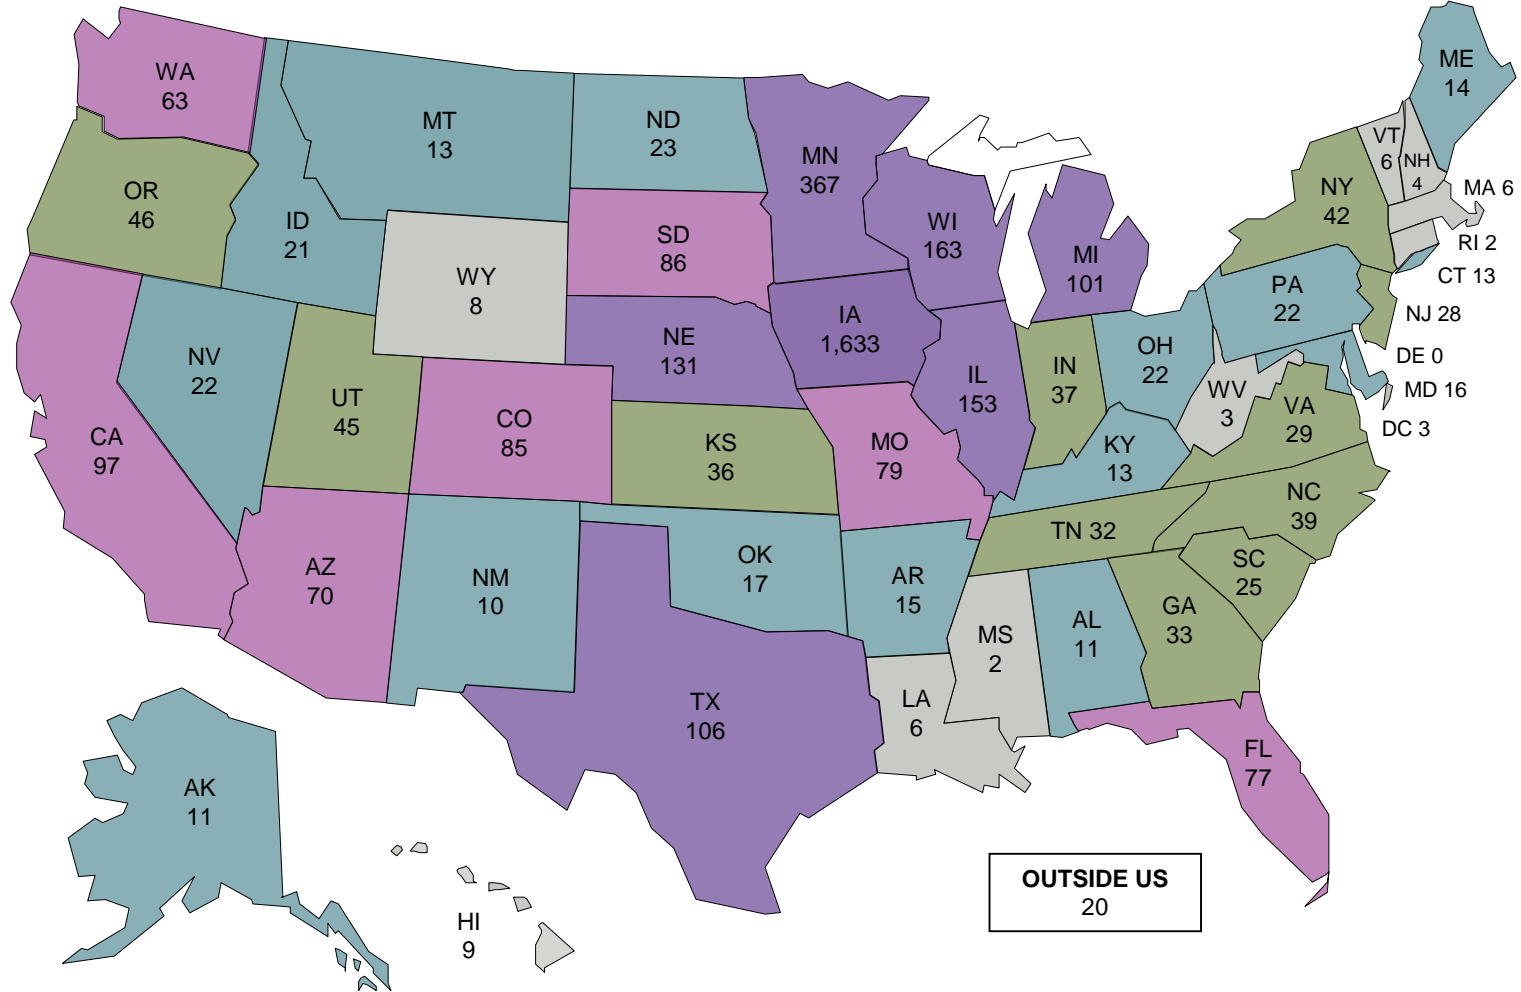 WA
63
OR
46
ID
21
MT
13
ND
23
SD
86
WY
8
NE
131
MN
367
WI
163
MI
101
IA
1,633
IL
153
IN
37
OH
22
PA
22
NY
42
VT
6
NH
4
ME
14
MA 6
RI 2
CT 13
NJ 28
DE 0
MD 16
DC 3
WV
3
VA
29
KY
13
TN 32
NC
39
SC
25
GA
33
AL
11
MS
2
LA
6
AR
15
MO
79
KS
36
OK
17
TX
106
NM
10
CO
85
UT
45
NV
22
CA
97
AZ
70
FL
77
AK
11
HI
9
OUTSIDE US
20